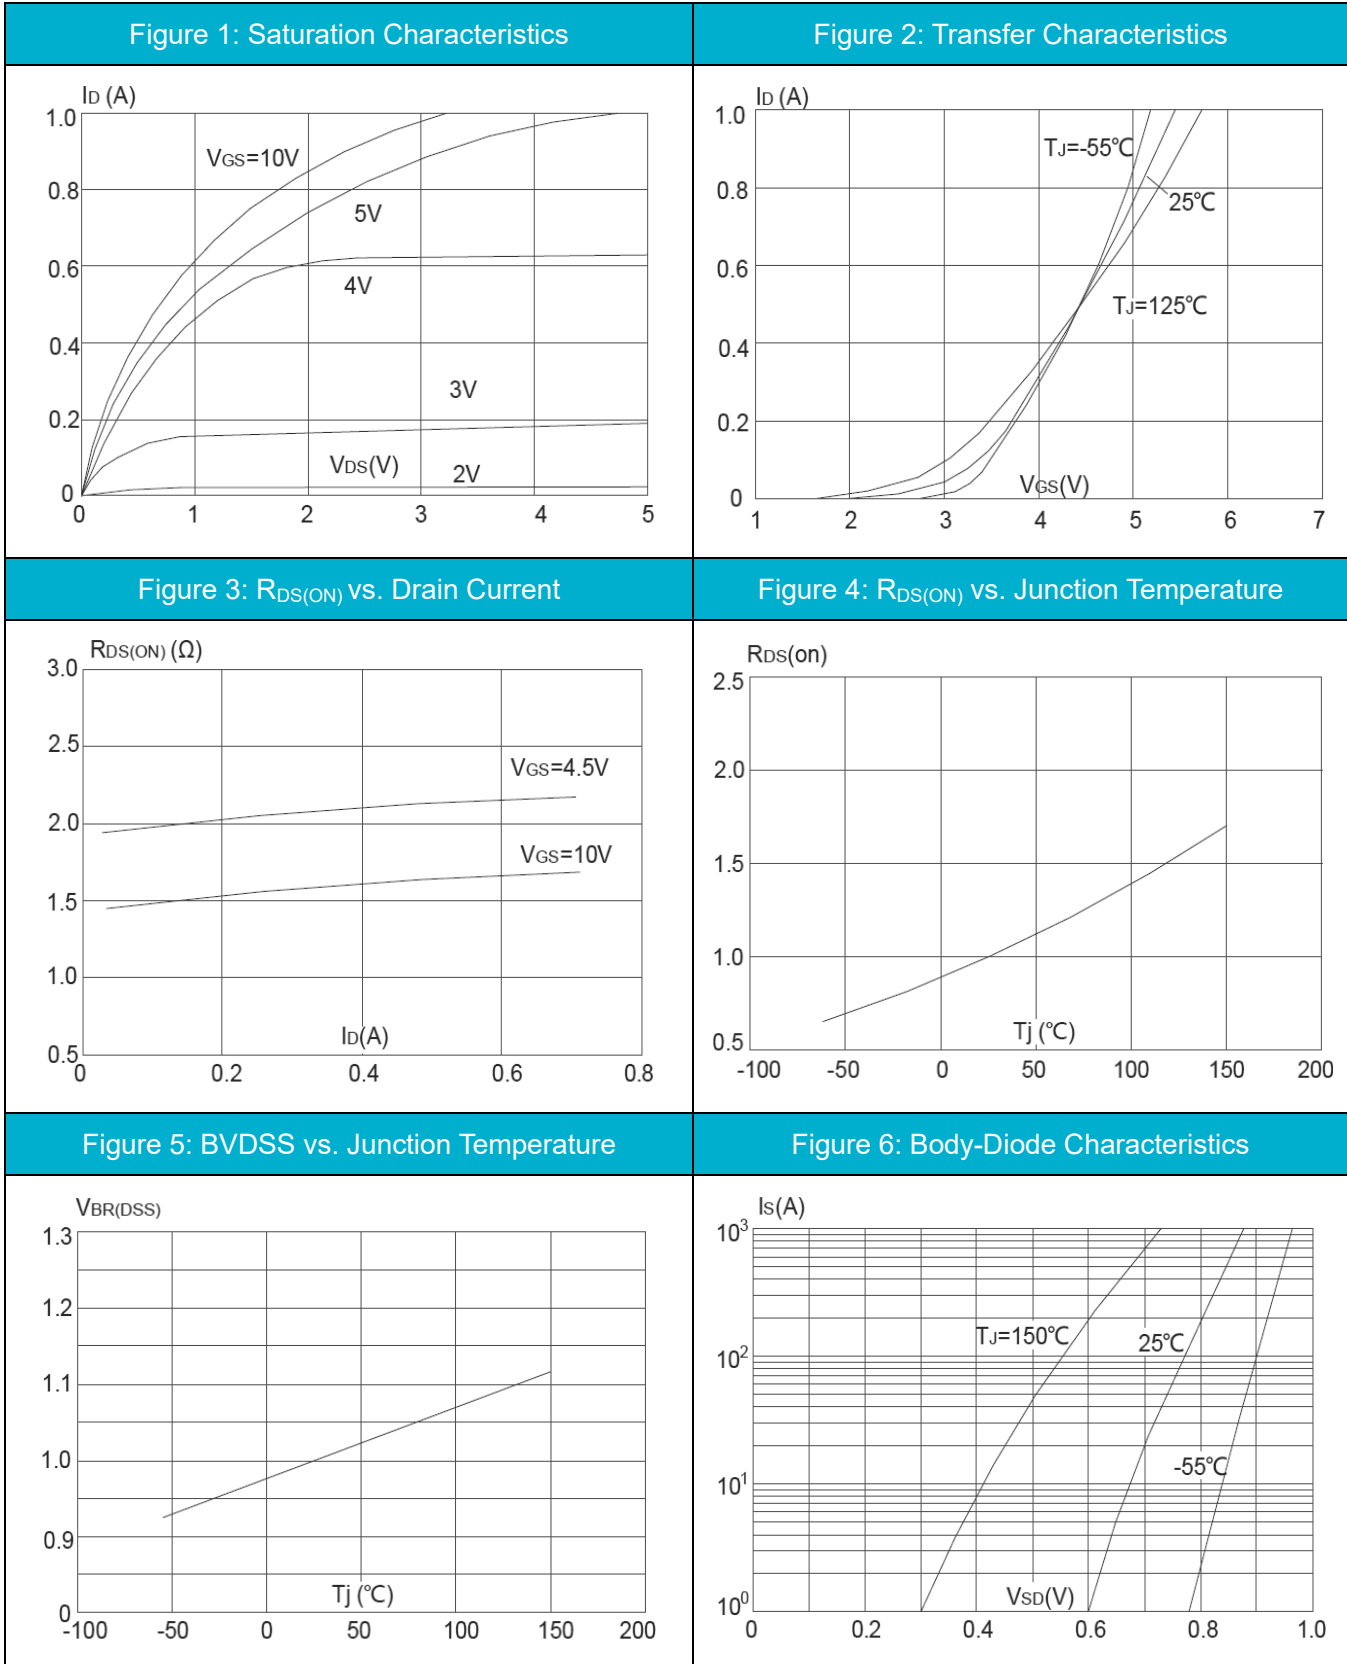 Figure 1: Saturation Characteristics
Figure 2: Transfer Characteristics
ID (A)
1.0
0.8
0.6
0.4
0.2
0
VGS=10V
5V
4V
3V
VDS(V)
2V
0 1 2 3 4 5
ID (A)
1.0
0.8
0.6
0.4
0.2
0
TJ=-55℃
25℃
TJ=125℃
VGS(V)
1 2 3 4 5 6 7
Figure 3: RDS(ON) vs. Drain Current
Figure 4: RDS(ON) vs. Junction Temperature
RDS(ON) (Ω)
3.0
2.5
2.0
1.5
1.0
0.5
VGS=4.5V
VGS=10V
ID(A)
0 0.2 0.4 0.6 0.8
RDS(on)
2.5
2.0
1.5
1.0
0.5
Tj (℃)
-100 -50 0 50 100 150 200
Figure 5: BVDSS vs. Junction Temperature
Figure 6: Body-Diode Characteristics
VBR(DSS)
1.3
1.2
1.1
1.0
0.9
0
Tj (℃)
-100 -50 0 50 100 150 200
IS(A)
10³
10²
10¹
10⁰
TJ=150℃
25℃
-55℃
VSD(V)
0 0.2 0.4 0.6 0.8 1.0